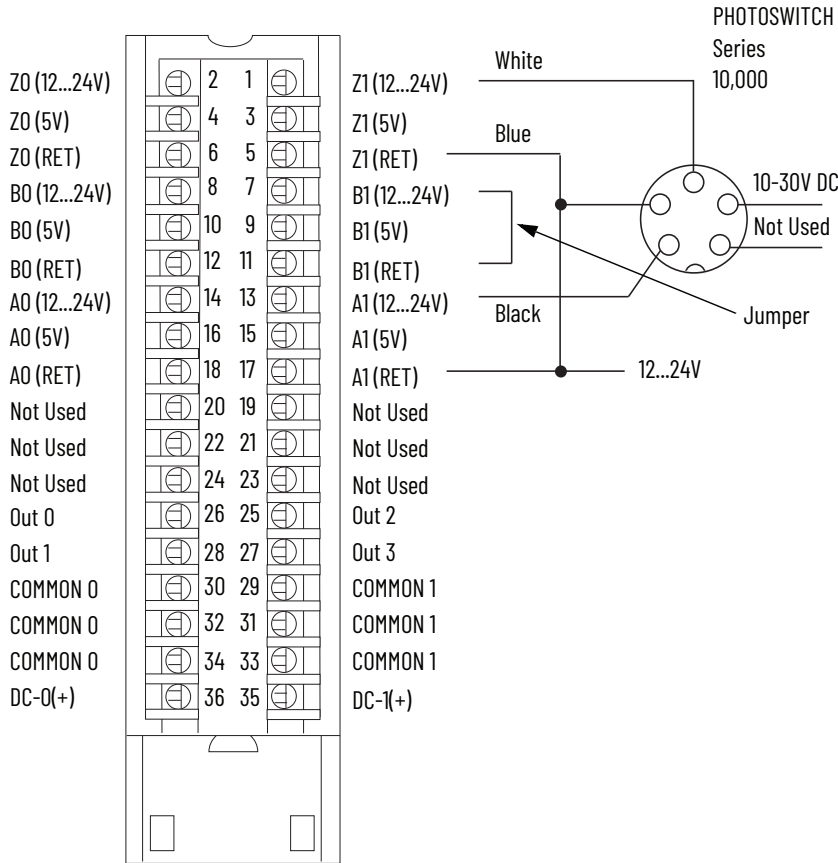 PHOTOSWITCH
Series
10,000
Z0 (12...24V) 2 1 Z1 (12...24V) White
Z0 (5V) 4 3 Z1 (5V)
Z0 (RET) 6 5 Z1 (RET) Blue
B0 (12...24V) 8 7 B1 (12...24V) 10-30V DC
B0 (5V) 10 9 B1 (5V) Not Used
B0 (RET) 12 11 B1 (RET)
A0 (12...24V) 14 13 A1 (12...24V) Black Jumper
A0 (5V) 16 15 A1 (5V)
A0 (RET) 18 17 A1 (RET) 12...24V
Not Used 20 19 Not Used
Not Used 22 21 Not Used
Not Used 24 23 Not Used
Out 0 26 25 Out 2
Out 1 28 27 Out 3
COMMON 0 30 29 COMMON 1
COMMON 0 32 31 COMMON 1
COMMON 0 34 33 COMMON 1
DC-0(+) 36 35 DC-1(+)